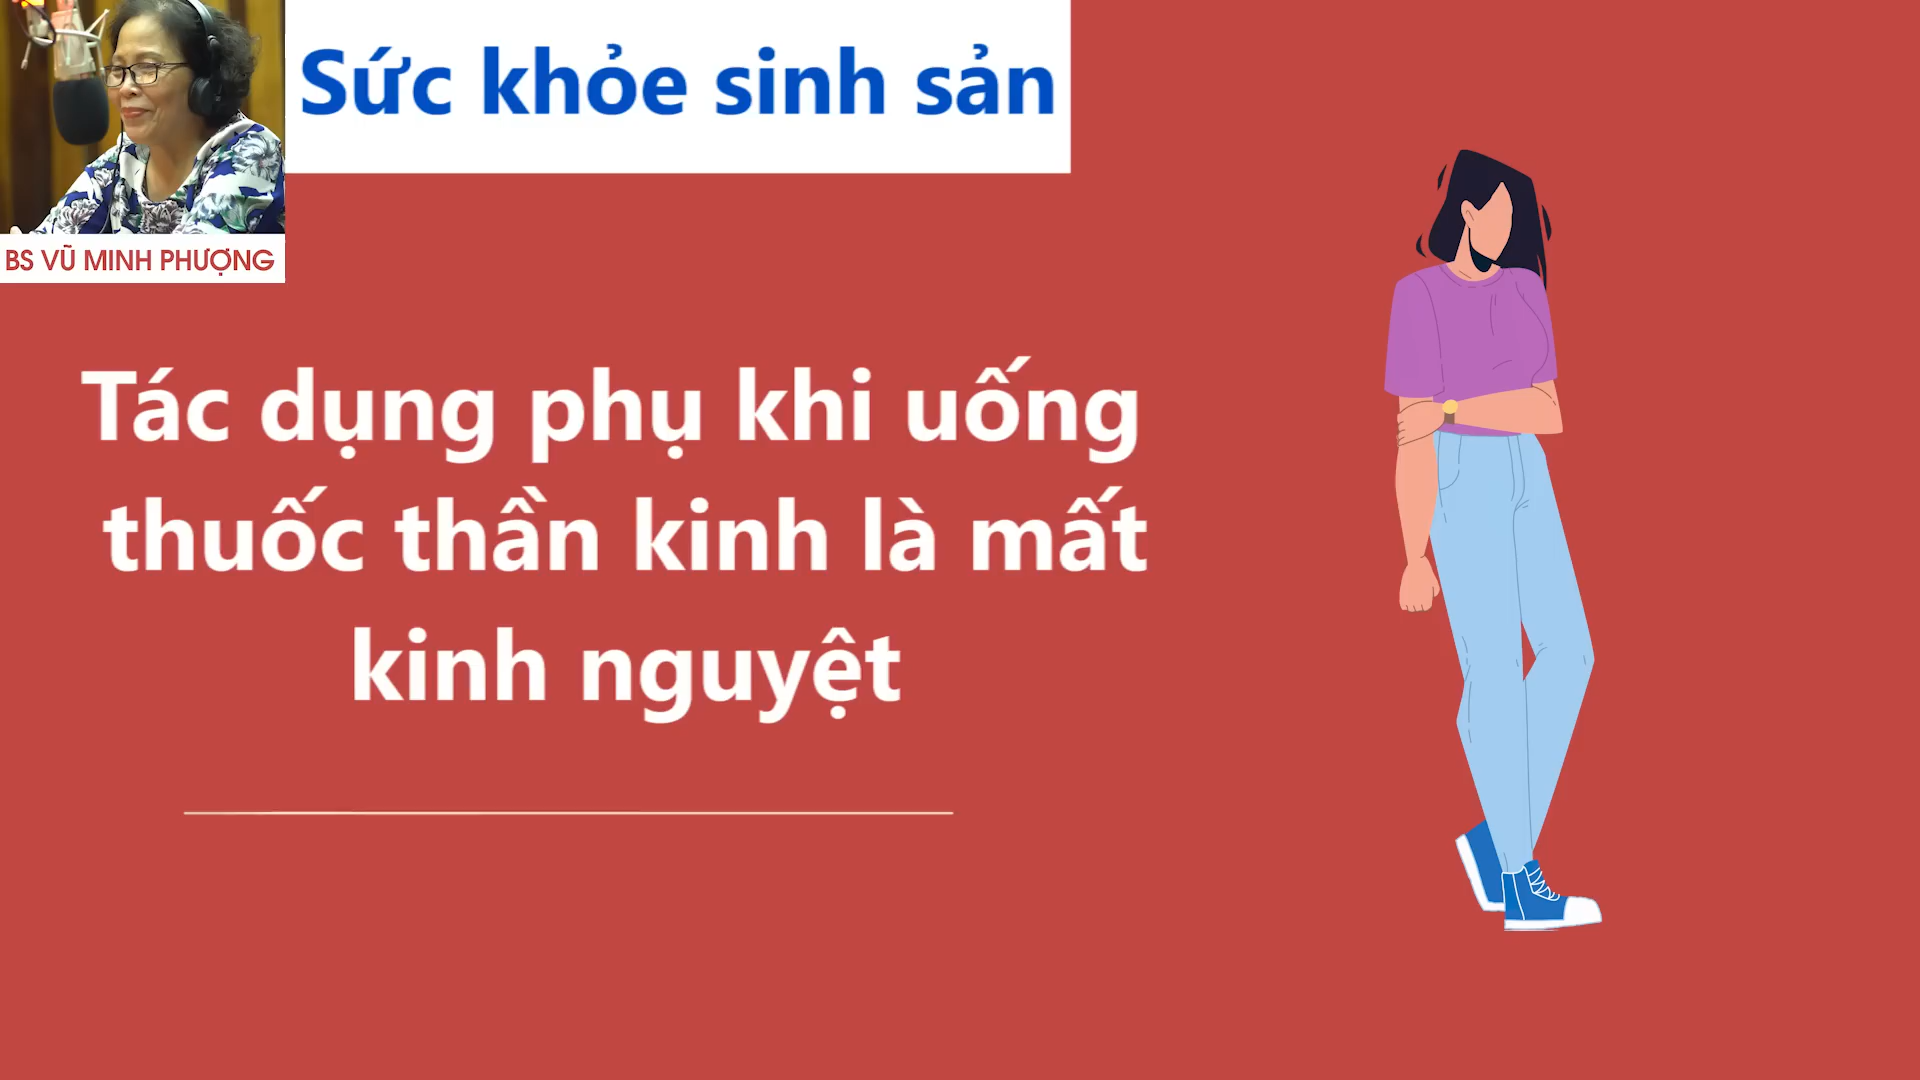 Sức khỏe sinh sản
BS VŨ MINH PHƯỢNG
Tác dụng phụ khi uống
thuốc thần kinh là mất
kinh nguyệt